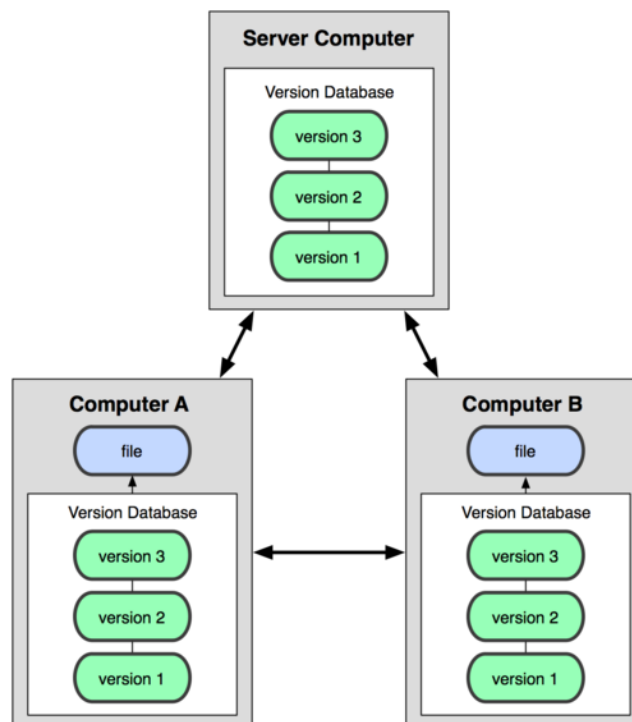 Server Computer
Version Database
version 3
version 2
version 1
Computer A
file
Version Database
version 3
version 2
version 1
Computer B
file
Version Database
version 3
version 2
version 1